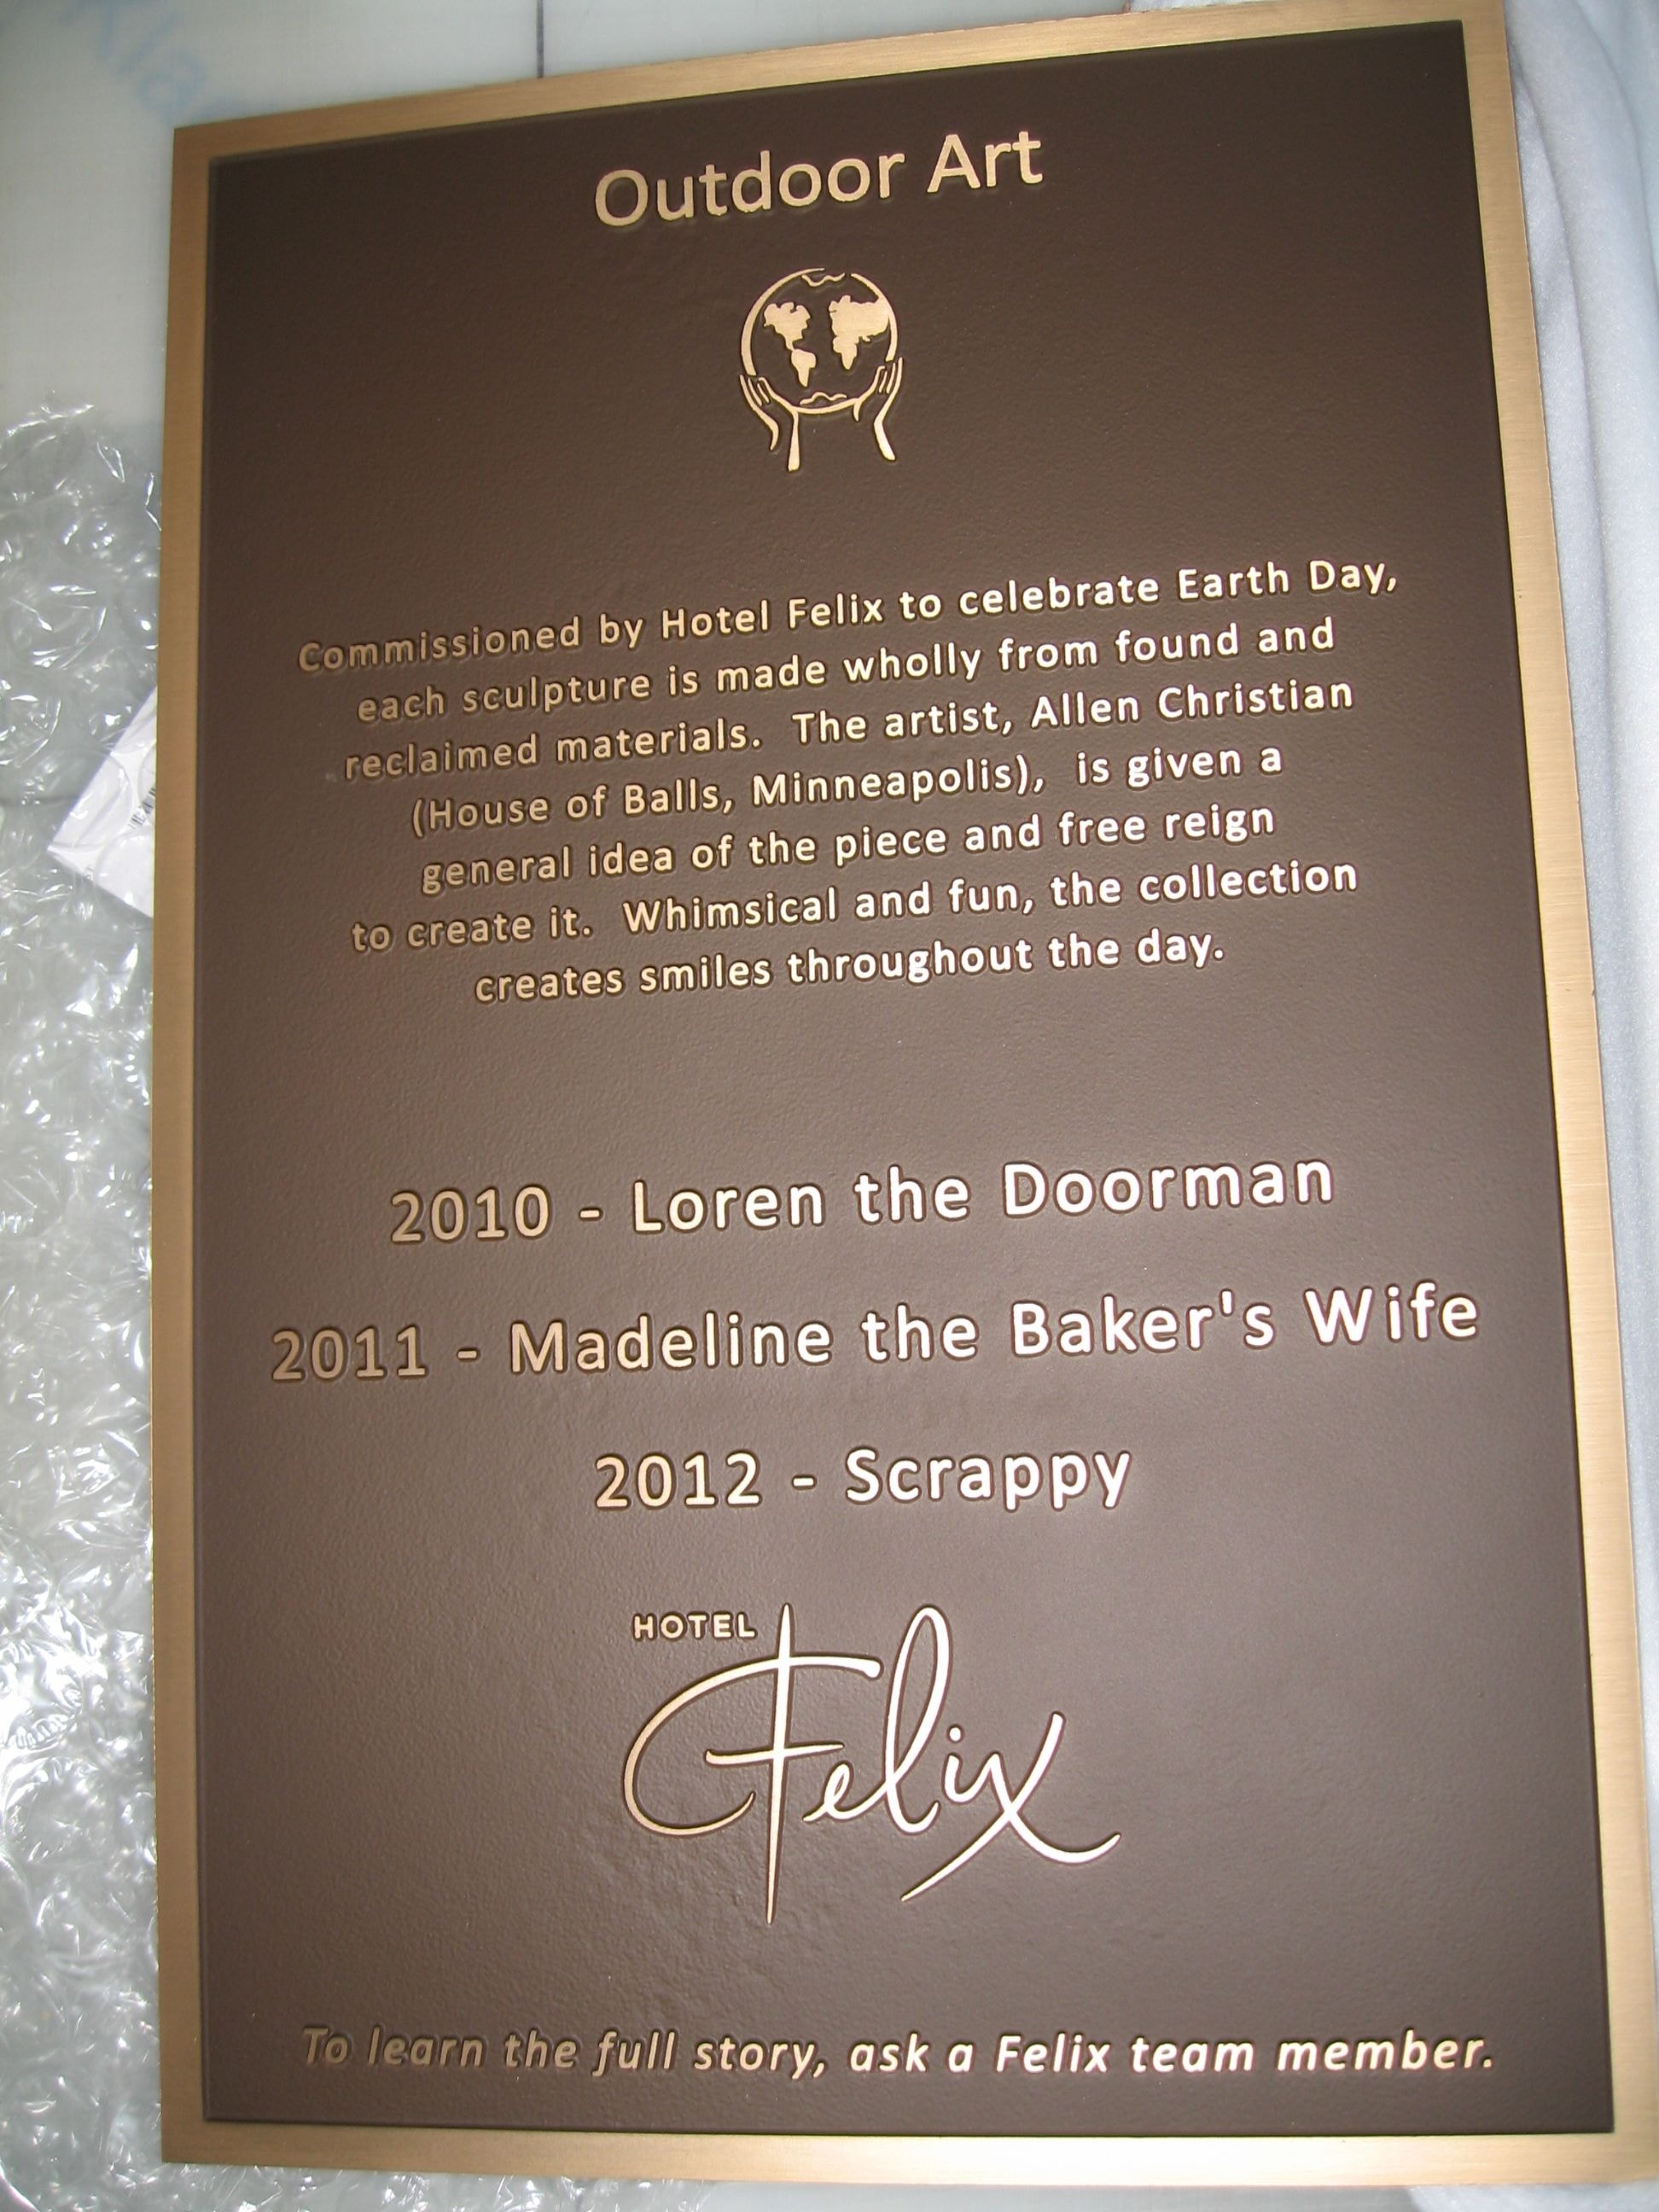 Outdoor Art
Commissioned by Hotel Felix to celebrate Earth Day,
each sculpture is made wholly from found and
reclaimed materials. The artist, Allen Christian
(House of Balls, Minneapolis), is given a
general idea of the piece and free reign
to create it. Whimsical and fun, the collection
creates smiles throughout the day.
2010 - Loren the Doorman
2011 - Madeline the Baker's Wife
2012 - Scrappy
HOTEL
Felix
To learn the full story, ask a Felix team member.